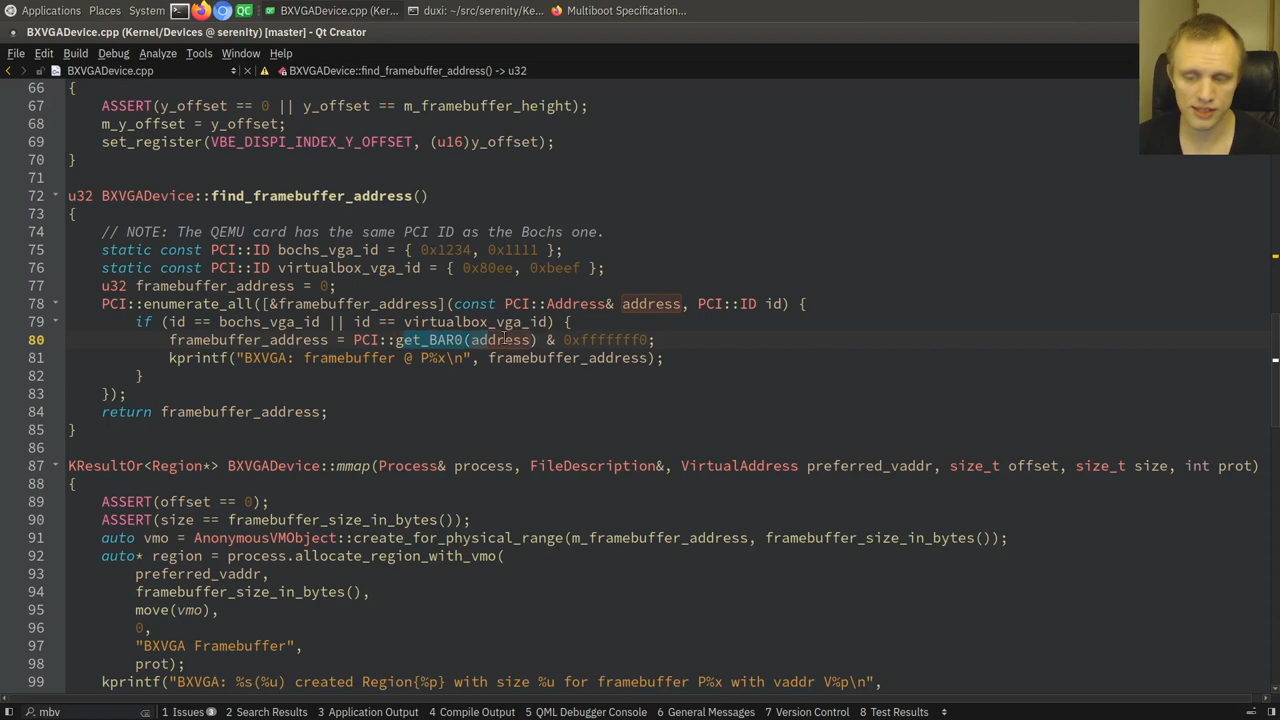 Applications Places System BXVGADevice.cpp (Ker... duxi: ~/src/serenity/Ke... Multiboot Specification...
BXVGADevice.cpp (Kernel/Devices @ serenity) [master] - Qt Creator
File Edit Build Debug Analyze Tools Window Help
BXVGADevice.cpp BXVGADevice::find_framebuffer_address() -> u32
66 {
67 ASSERT(y_offset == 0 || y_offset == m_framebuffer_height);
68 m_y_offset = y_offset;
69 set_register(VBE_DISPI_INDEX_Y_OFFSET, (u16)y_offset);
70 }
71
72 u32 BXVGADevice::find_framebuffer_address()
73 {
74 // NOTE: The QEMU card has the same PCI ID as the Bochs one.
75 static const PCI::ID bochs_vga_id = { 0x1234, 0x1111 };
76 static const PCI::ID virtualbox_vga_id = { 0x80ee, 0xbeef };
77 u32 framebuffer_address = 0;
78 PCI::enumerate_all([&framebuffer_address](const PCI::Address& address, PCI::ID id) {
79 if (id == bochs_vga_id || id == virtualbox_vga_id) {
80 framebuffer_address = PCI::get_BAR0(address) & 0xfffffff0;
81 kprintf("BXVGA: framebuffer @ P%x\n", framebuffer_address);
82 }
83 });
84 return framebuffer_address;
85 }
86
87 KResultOr<Region*> BXVGADevice::mmap(Process& process, FileDescription&, VirtualAddress preferred_vaddr, size_t offset, size_t size, int prot)
88 {
89 ASSERT(offset == 0);
90 ASSERT(size == framebuffer_size_in_bytes());
91 auto vmo = AnonymousVMObject::create_for_physical_range(m_framebuffer_address, framebuffer_size_in_bytes());
92 auto* region = process.allocate_region_with_vmo(
93 preferred_vaddr,
94 framebuffer_size_in_bytes(),
95 move(vmo),
96 0,
97 "BXVGA Framebuffer",
98 prot);
99 kprintf("BXVGA: %s(%u) created Region{%p} with size %u for framebuffer P%x with vaddr V%p\n",
mbv 1 Issues 3 2 Search Results 3 Application Output 4 Compile Output 5 QML Debugger Console 6 General Messages 7 Version Control 8 Test Results